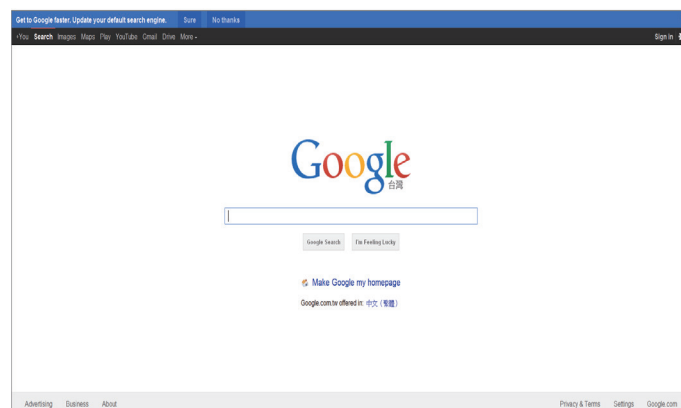 Get to Google faster. Update your default search engine. Sure No thanks
+You Search Images Maps Play YouTube Gmail Drive More Sign in
Google
台灣
Google Search I'm Feeling Lucky
Make Google my homepage
Google.com.tw offered in: 中文（繁體）
Advertising Business About Privacy & Terms Settings Google.com